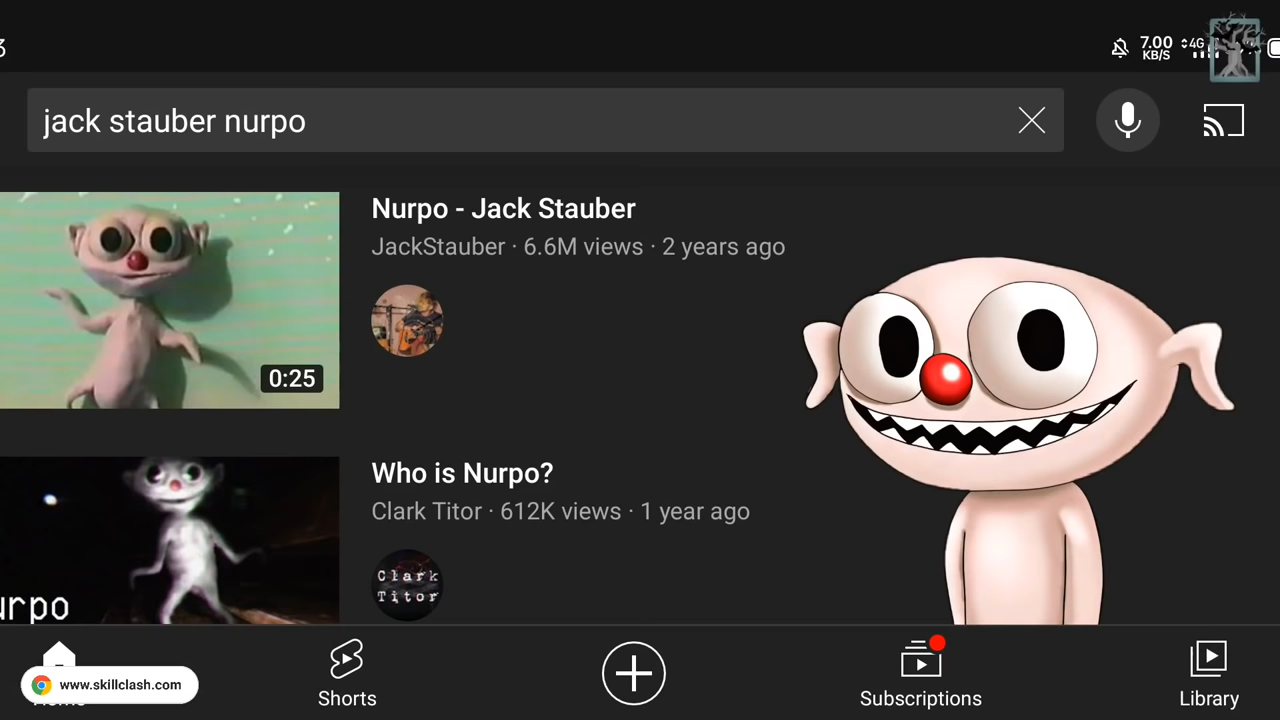 7.00
KB/S
4G
jack stauber nurpo
Nurpo - Jack Stauber
JackStauber · 6.6M views · 2 years ago
0:25
Who is Nurpo?
Clark Titor · 612K views · 1 year ago
Clark
Titor
urpo
www.skillclash.com
Shorts
Subscriptions
Library